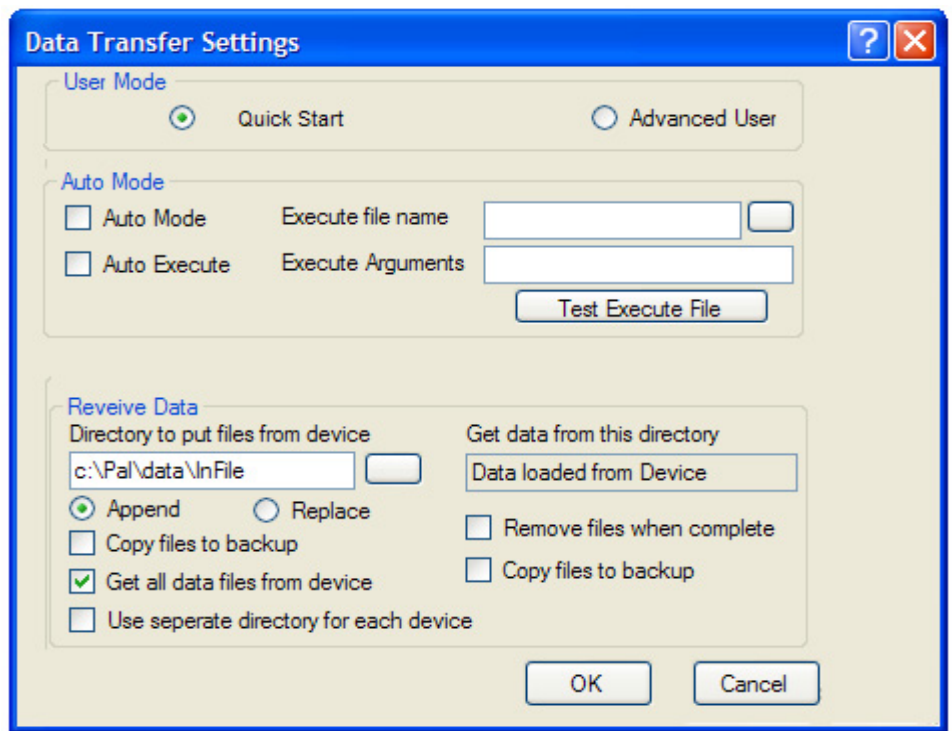 Data Transfer Settings
User Mode
Quick Start
Advanced User
Auto Mode
Auto Mode
Execute file name
Auto Execute
Execute Arguments
Test Execute File
Reveive Data
Directory to put files from device
Get data from this directory
c:\Pal\data\InFile
Data loaded from Device
Append
Replace
Remove files when complete
Copy files to backup
Copy files to backup
Get all data files from device
Use seperate directory for each device
OK
Cancel